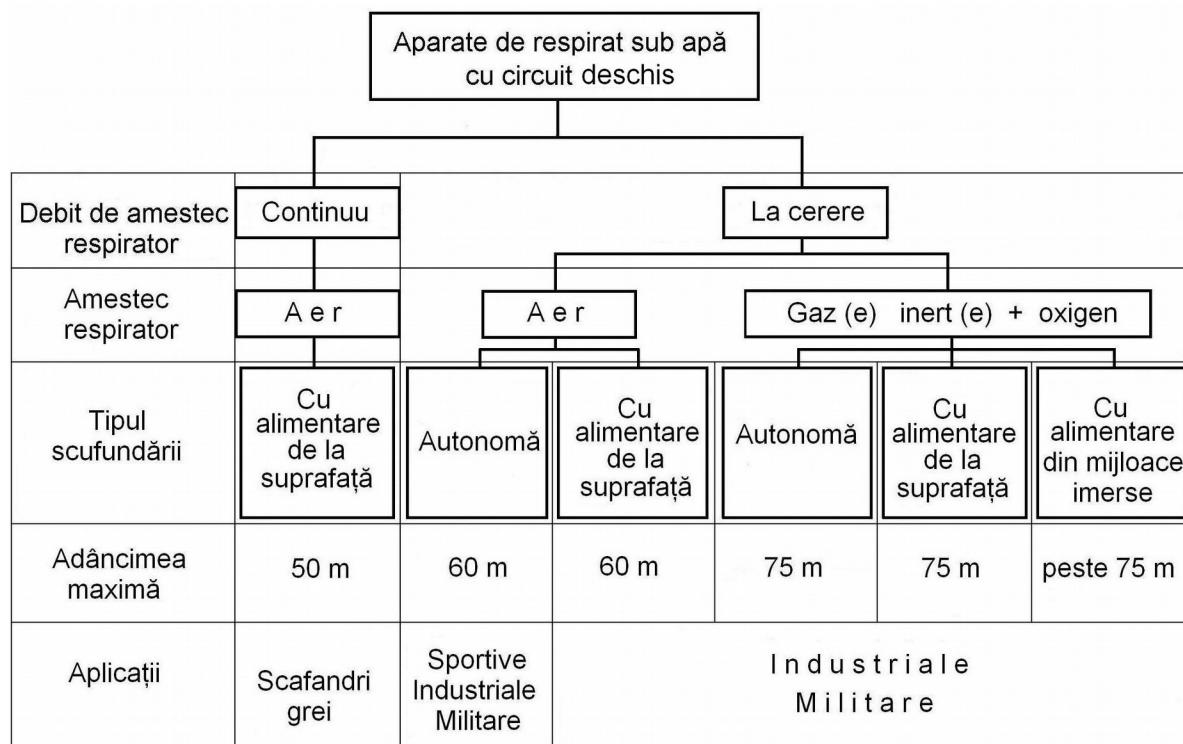 Aparate de respirat sub apă
cu circuit deschis
Debit de amestec
respirator
Continuu
La cerere
Amestec
respirator
A e r
A e r
Gaz (e) inert (e) + oxigen
Tipul
scufundării
Cu
alimentare
de la
suprafață
Autonomă
Cu
alimentare
de la
suprafață
Autonomă
Cu
alimentare
de la
suprafață
Cu
alimentare
din mijloace
imerse
Adâncimea
maximă
50 m
60 m
60 m
75 m
75 m
peste 75 m
Aplicații
Scafandri
grei
Sportive
Industriale
Militare
I n d u s t r i a l e
M i l i t a r e